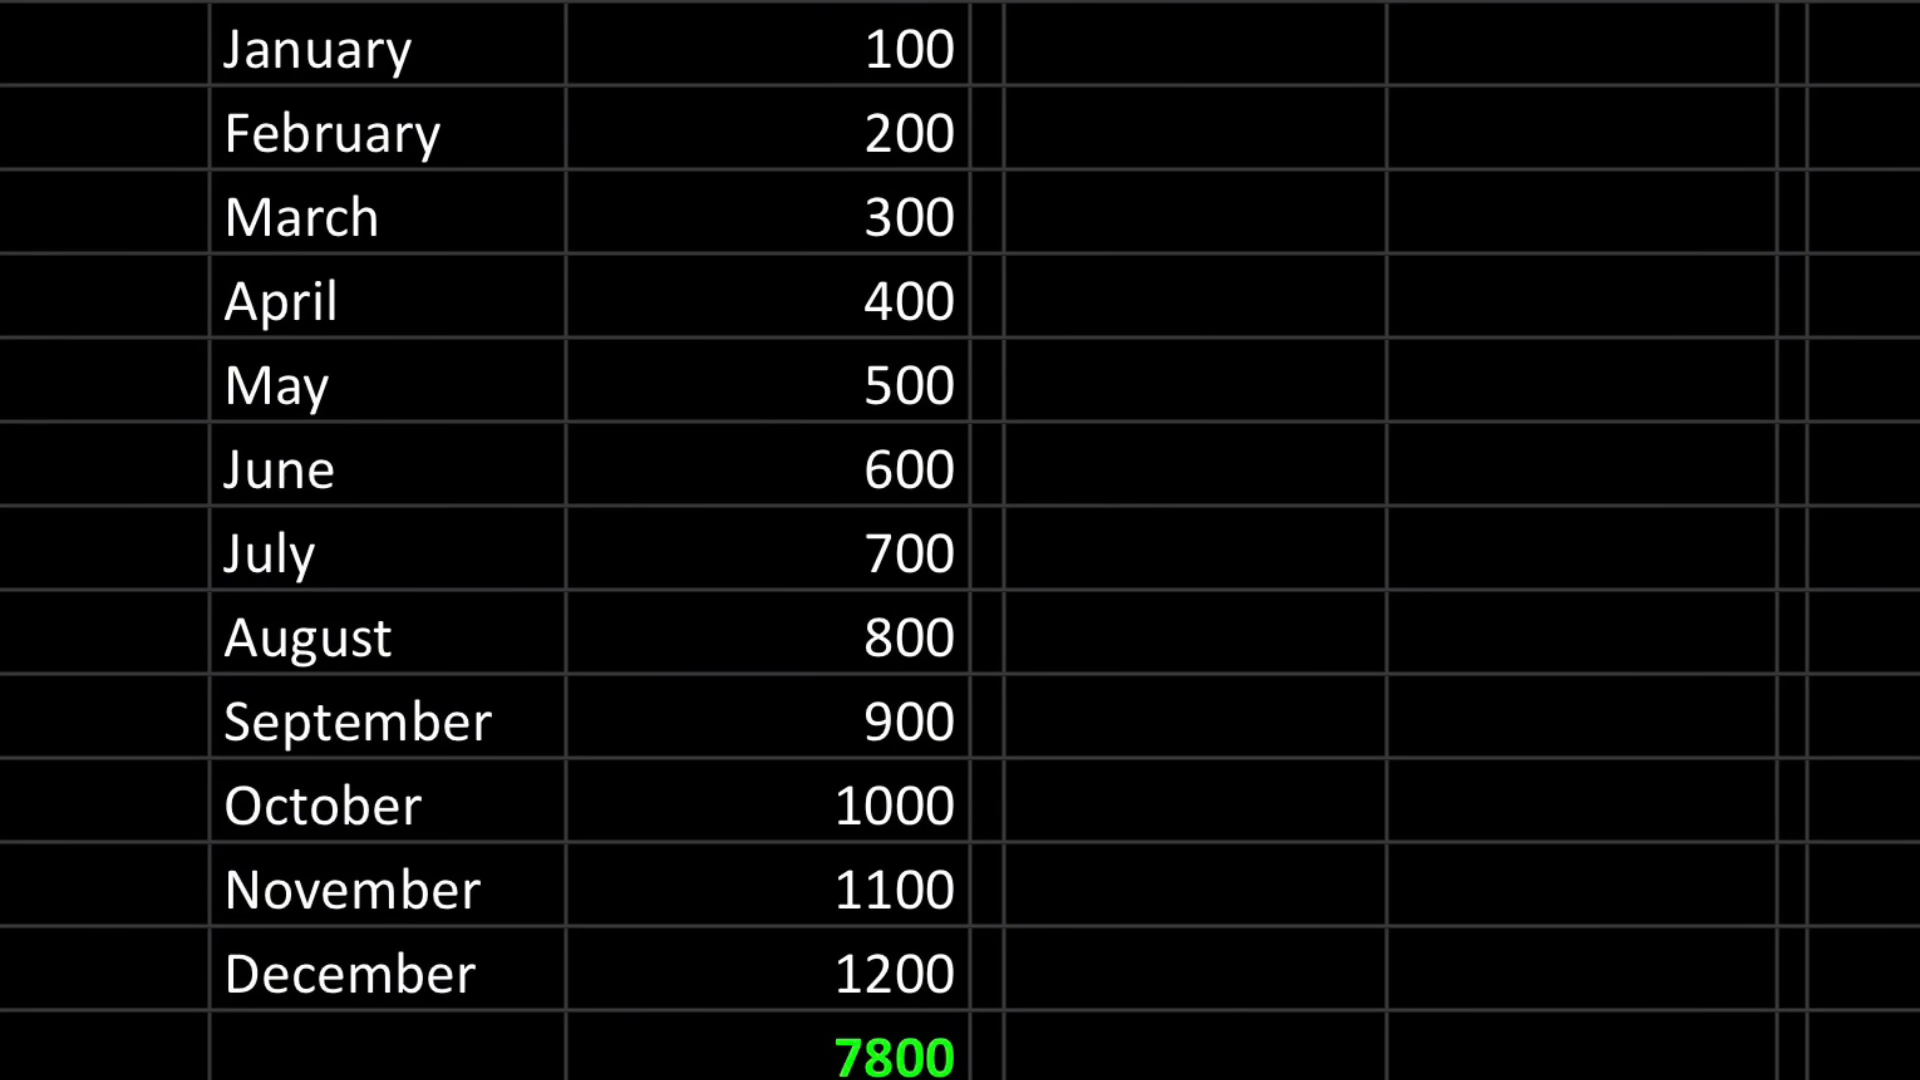 January 100
February 200
March 300
April 400
May 500
June 600
July 700
August 800
September 900
October 1000
November 1100
December 1200
7800